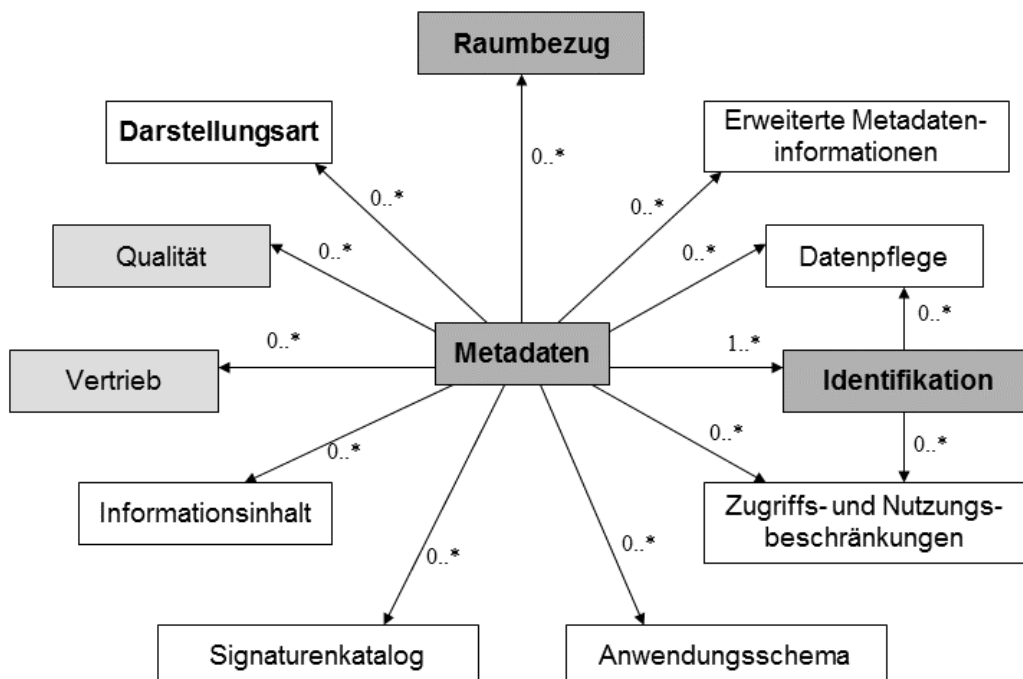 Raumbezug
Darstellungsart
Erweiterte Metadaten-
informationen
0..*
0..*
0..*
Qualität
0..*
0..*
Datenpflege
0..*
0..*
Metadaten
1..*
Vertrieb
Identifikation
0..*
0..*
0..*
Informationsinhalt
Zugriffs- und Nutzungs-
beschränkungen
0..*
0..*
Signaturenkatalog
Anwendungsschema